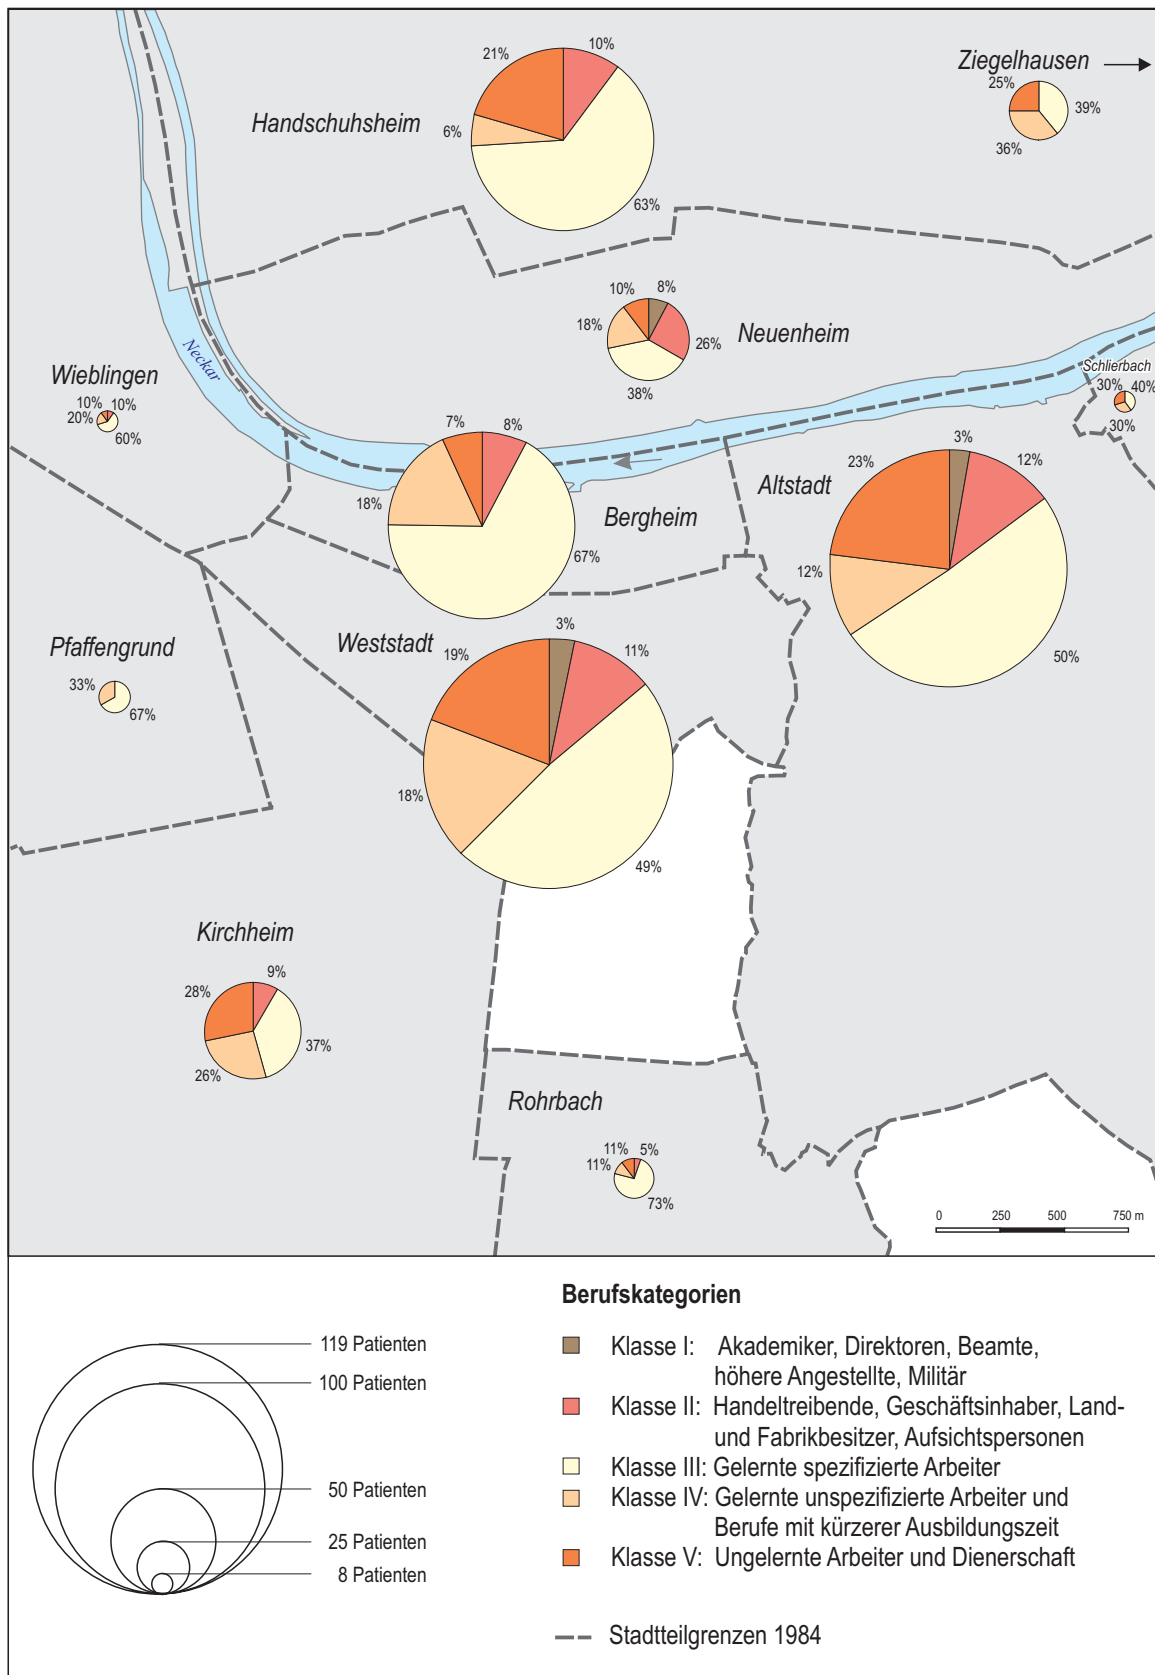 Ziegelhausen
25%
39%
36%
Handschuhsheim
21%
10%
6%
63%
Neuenheim
10%
8%
18%
26%
38%
Neckar
Wieblingen
10%
10%
20%
60%
Schlierbach
30%
40%
30%
Bergheim
7%
8%
18%
67%
Altstadt
3%
23%
12%
12%
50%
Weststadt
3%
19%
11%
18%
49%
Pfaffengrund
33%
67%
Kirchheim
9%
28%
37%
26%
Rohrbach
11%
5%
11%
73%
0 250 500 750 m
119 Patienten
100 Patienten
50 Patienten
25 Patienten
8 Patienten
Berufskategorien
Klasse I: Akademiker, Direktoren, Beamte,
höhere Angestellte, Militär
Klasse II: Handeltreibende, Geschäftsinhaber, Land-
und Fabrikbesitzer, Aufsichtspersonen
Klasse III: Gelernte spezifizierte Arbeiter
Klasse IV: Gelernte unspezifizierte Arbeiter und
Berufe mit kürzerer Ausbildungszeit
Klasse V: Ungelernte Arbeiter und Dienerschaft
Stadtteilgrenzen 1984